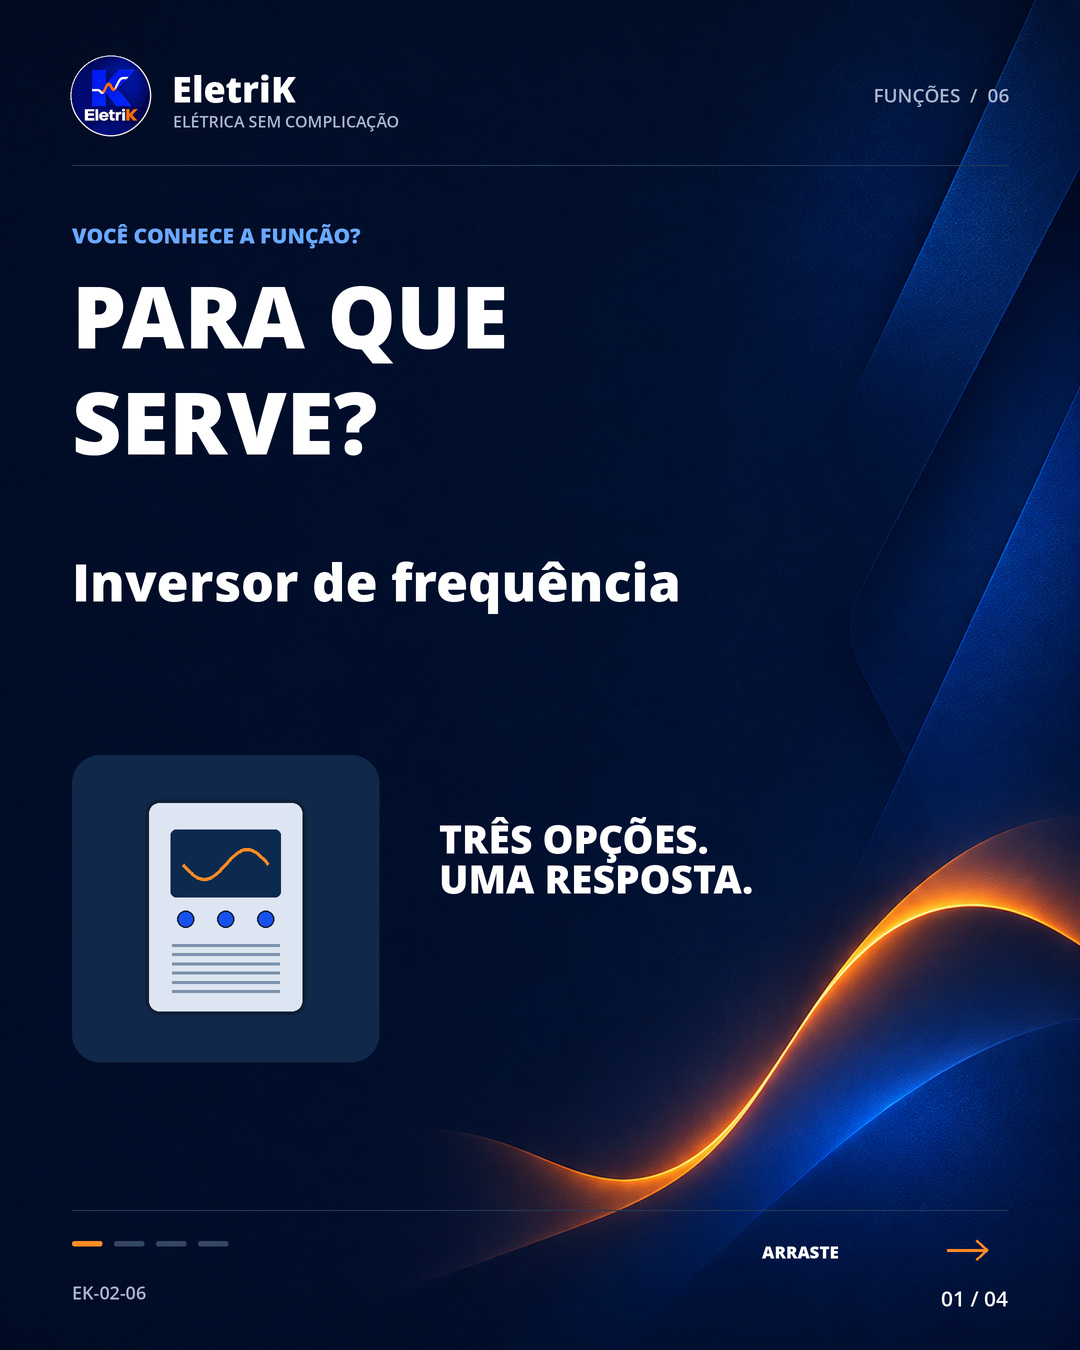 EletriK
EletriK
ELÉTRICA SEM COMPLICAÇÃO
FUNÇÕES / 06
VOCÊ CONHECE A FUNÇÃO?
PARA QUE
SERVE?
Inversor de frequência
TRÊS OPÇÕES.
UMA RESPOSTA.
ARRASTE
EK-02-06
01 / 04